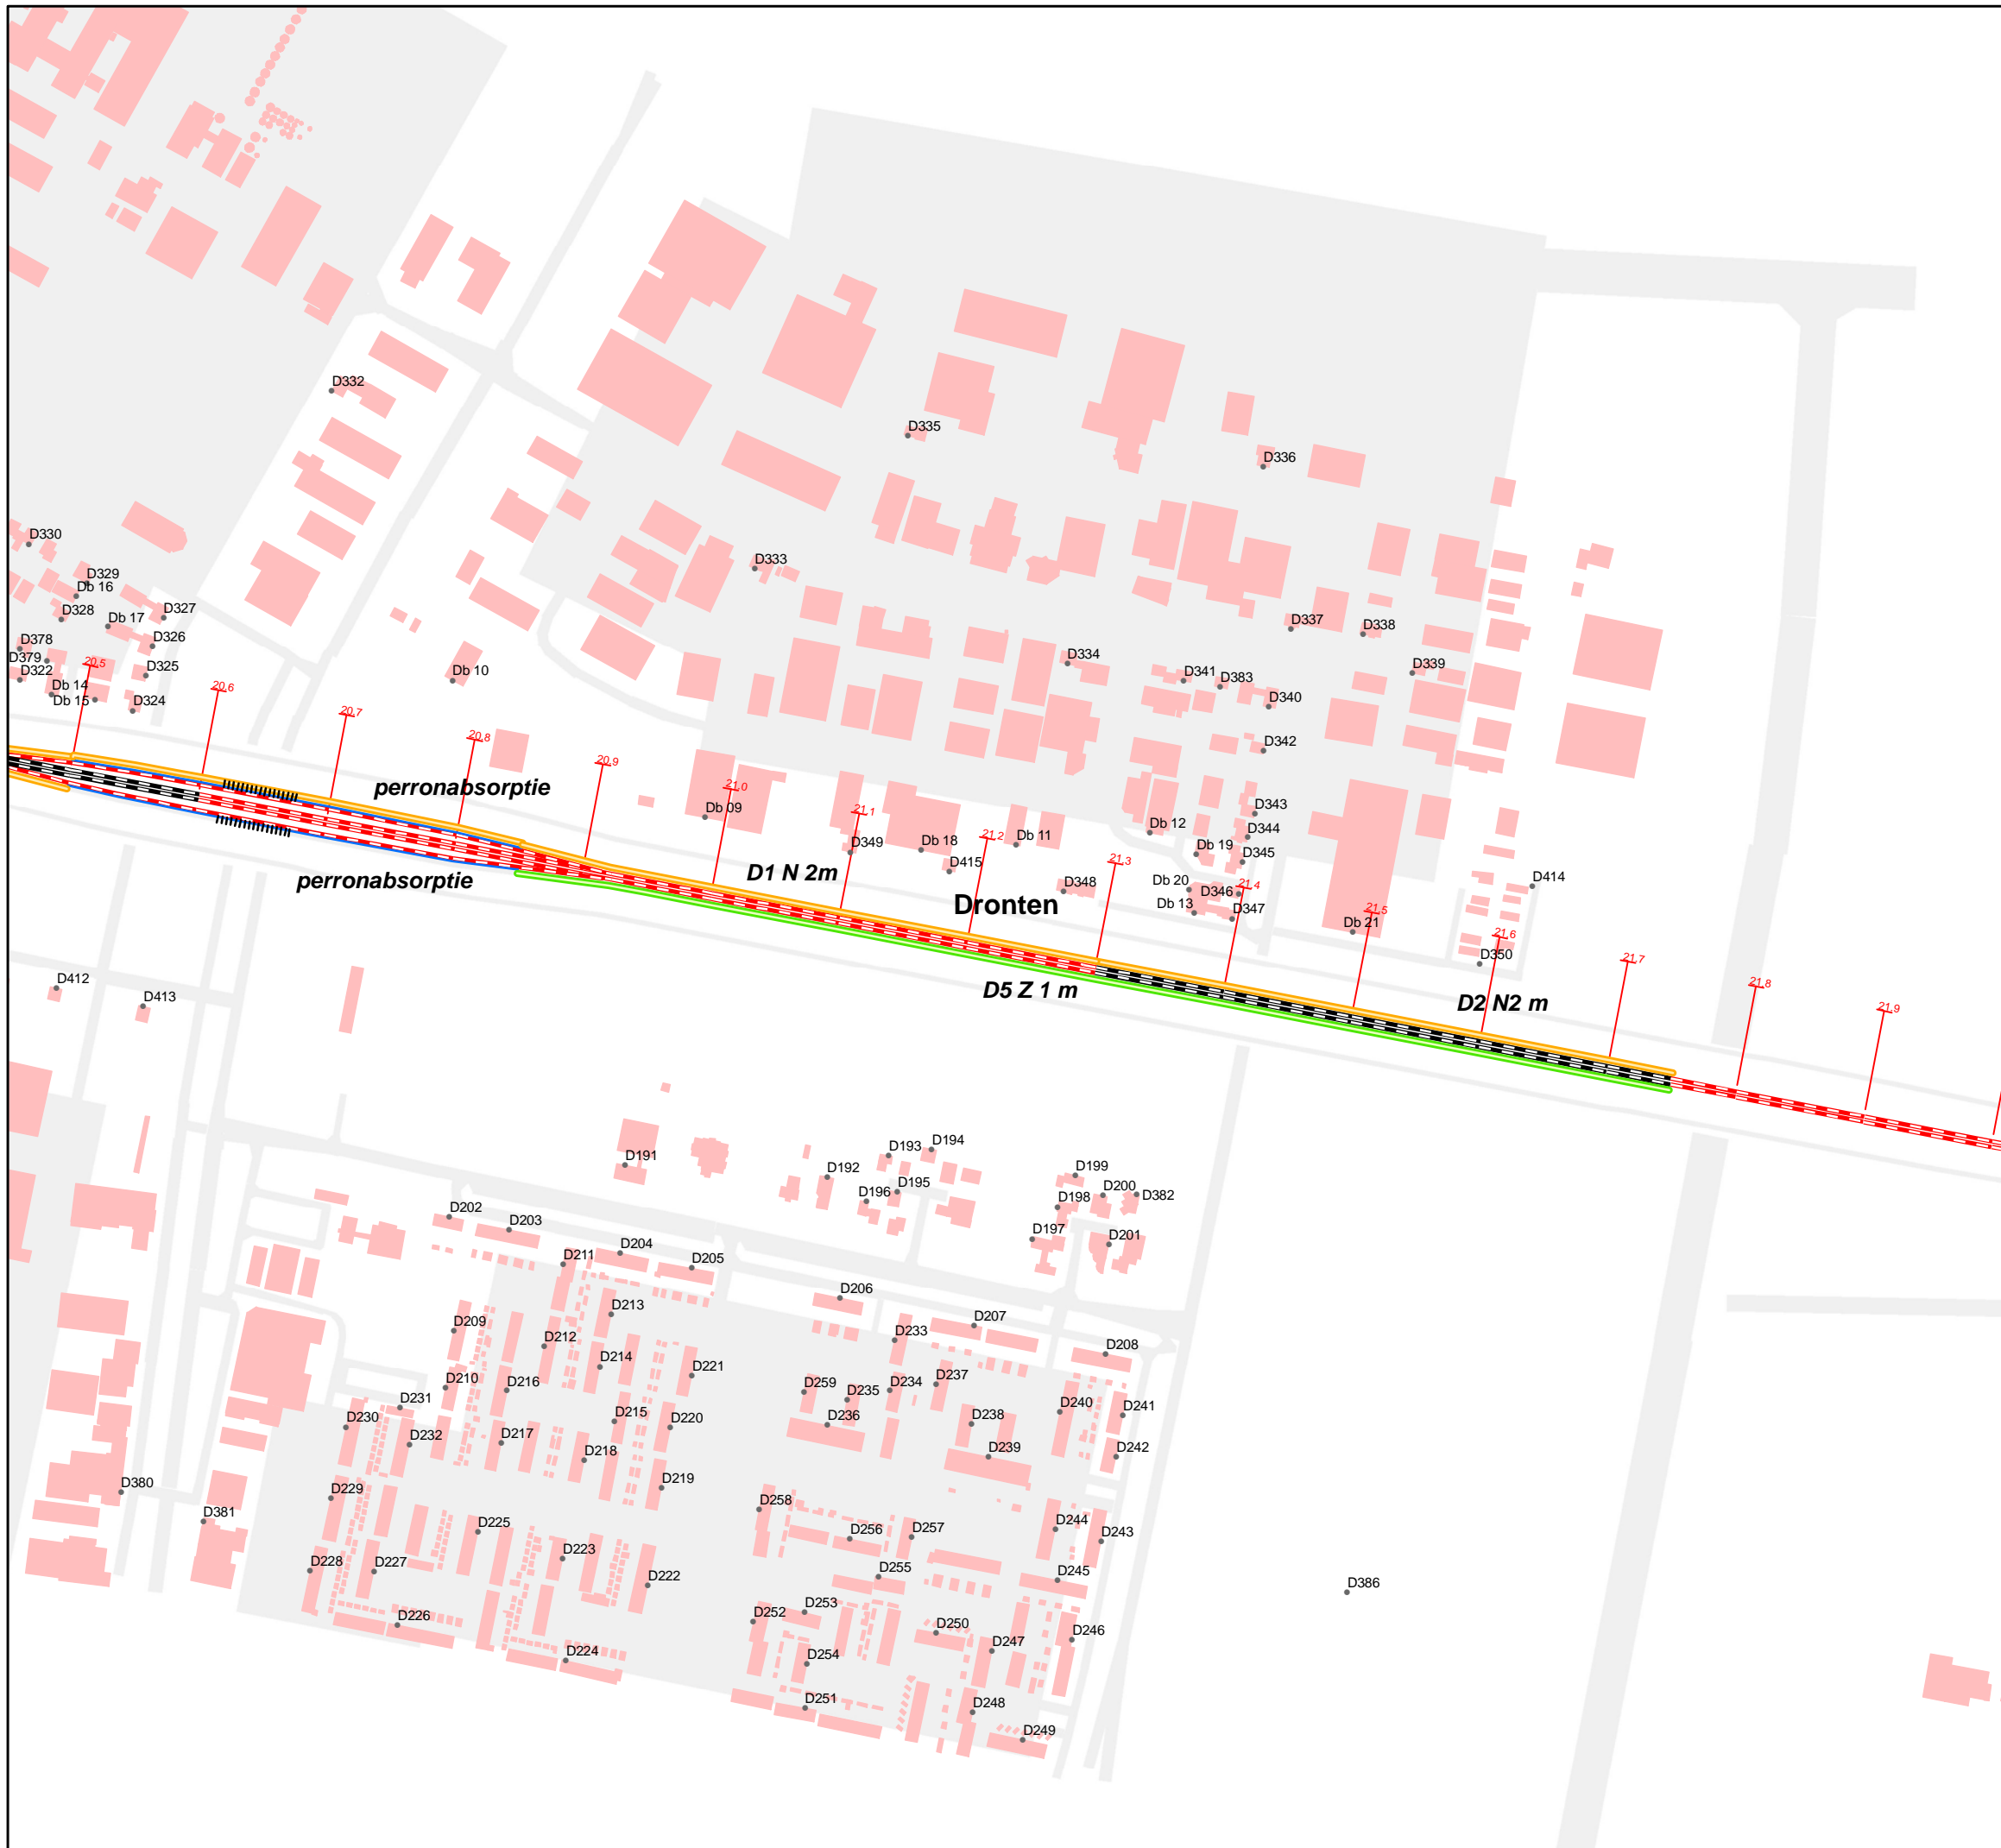 D332
D335
D336
D330
D333
D329
Db 16
D327
D328
Db 17
D337
D338
D326
D378
D379
20,5
D334
D339
D325
D322
Db 14
Db 10
D341
D383
20,6
Db 15
D324
D340
20,7
20,8
D342
20,9
perronabsorptie
21,0
Db 09
21,1
D343
Db 12
D344
21,2
Db 11
Db 18
D349
Db 19
D345
D415
21,3
D1 N 2m
perronabsorptie
D348
Db 20
D346
21,4
D414
Dronten
Db 13
D347
21,5
Db 21
21,6
D350
21,7
D412
D5 Z 1 m
21,8
D413
D2 N2 m
21,9
D193
D194
D191
D192
D199
D195
D196
D200
D382
D198
D202
D203
D197
D201
D204
D211
D205
D206
D213
D207
D209
D212
D233
D208
D214
D221
D210
D216
D259
D235
D234
D237
D231
D230
D215
D220
D236
D238
D240
D241
D232
D217
D218
D239
D242
D380
D229
D219
D258
D381
D225
D256
D257
D244
D243
D228
D227
D223
D222
D255
D245
D386
D226
D252
D253
D250
D246
D224
D254
D247
D251
D248
D249